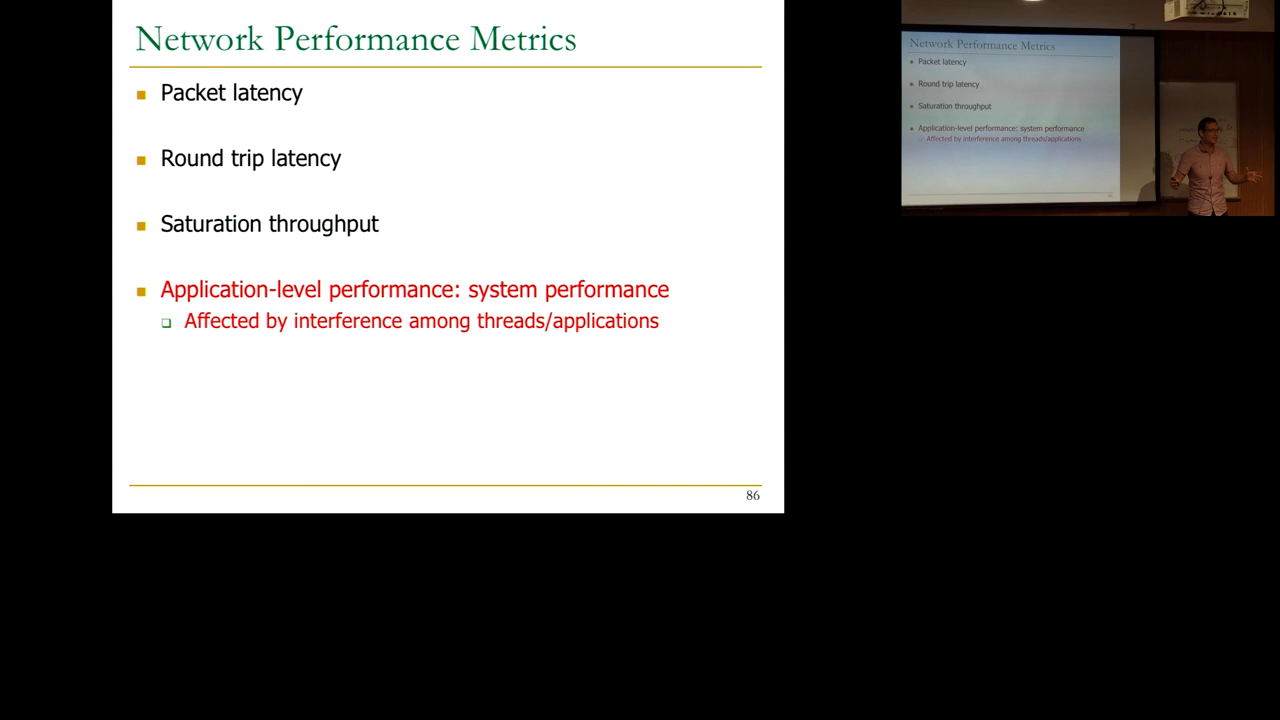 Network Performance Metrics
Packet latency
Round trip latency
Saturation throughput
Application-level performance: system performance
Affected by interference among threads/applications
86
Network Performance Metrics
Packet latency
Round trip latency
Saturation throughput
Application-level performance: system performance
Affected by interference among threads/applications